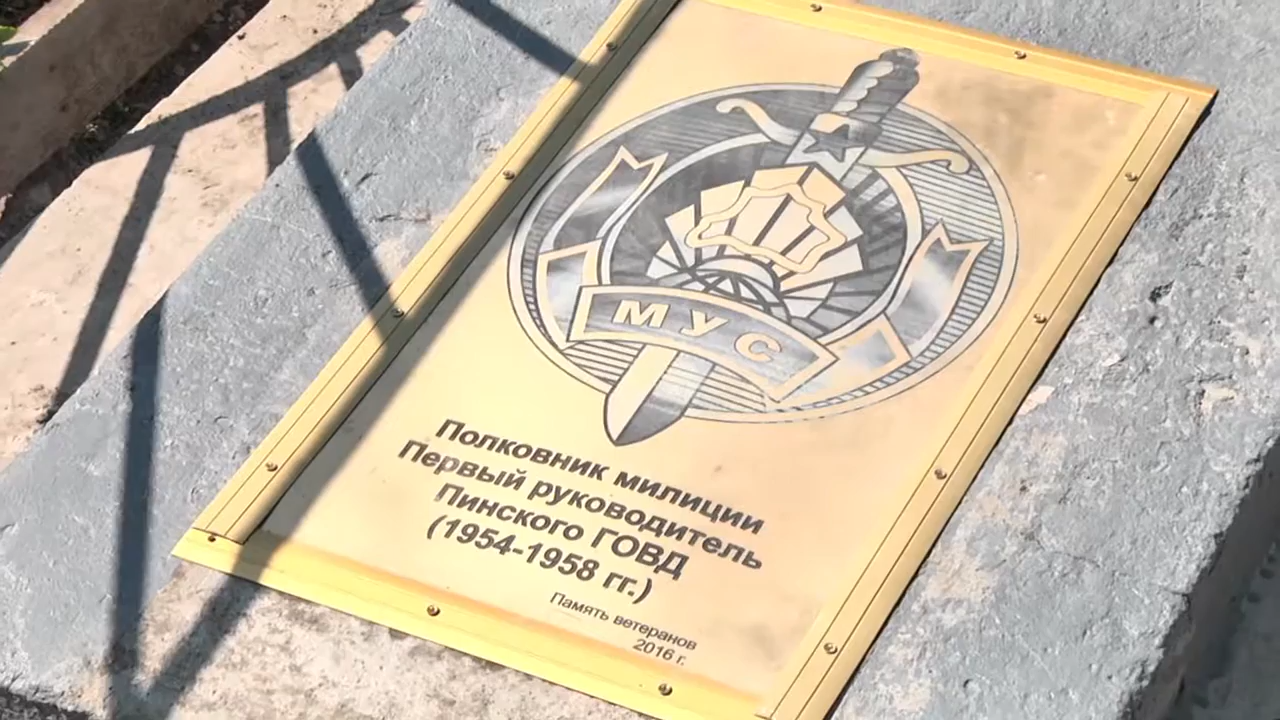 МУС
Полковник милиции
Первый руководитель
Пинского ГОВД
(1954-1958 гг.)
Память ветеранов
2016 г.